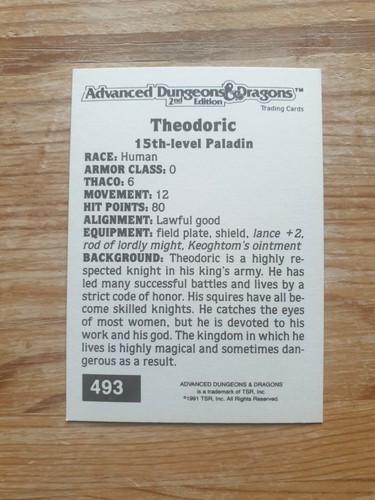 Advanced Dungeons & Dragons™
2nd Edition
Trading Cards
Theodoric
15th-level Paladin
RACE: Human
ARMOR CLASS: 0
THAC0: 6
MOVEMENT: 12
HIT POINTS: 80
ALIGNMENT: Lawful good
EQUIPMENT: field plate, shield, lance +2,
rod of lordly might, Keoghtom's ointment
BACKGROUND: Theodoric is a highly re-
spected knight in his king's army. He has
led many successful battles and lives by a
strict code of honor. His squires have all be-
come skilled knights. He catches the eyes
of most women, but he is devoted to his
work and his god. The kingdom in which he
lives is highly magical and sometimes dan-
gerous as a result.
493
ADVANCED DUNGEONS & DRAGONS
is a trademark of TSR, Inc.
©1991 TSR, Inc. All Rights Reserved.